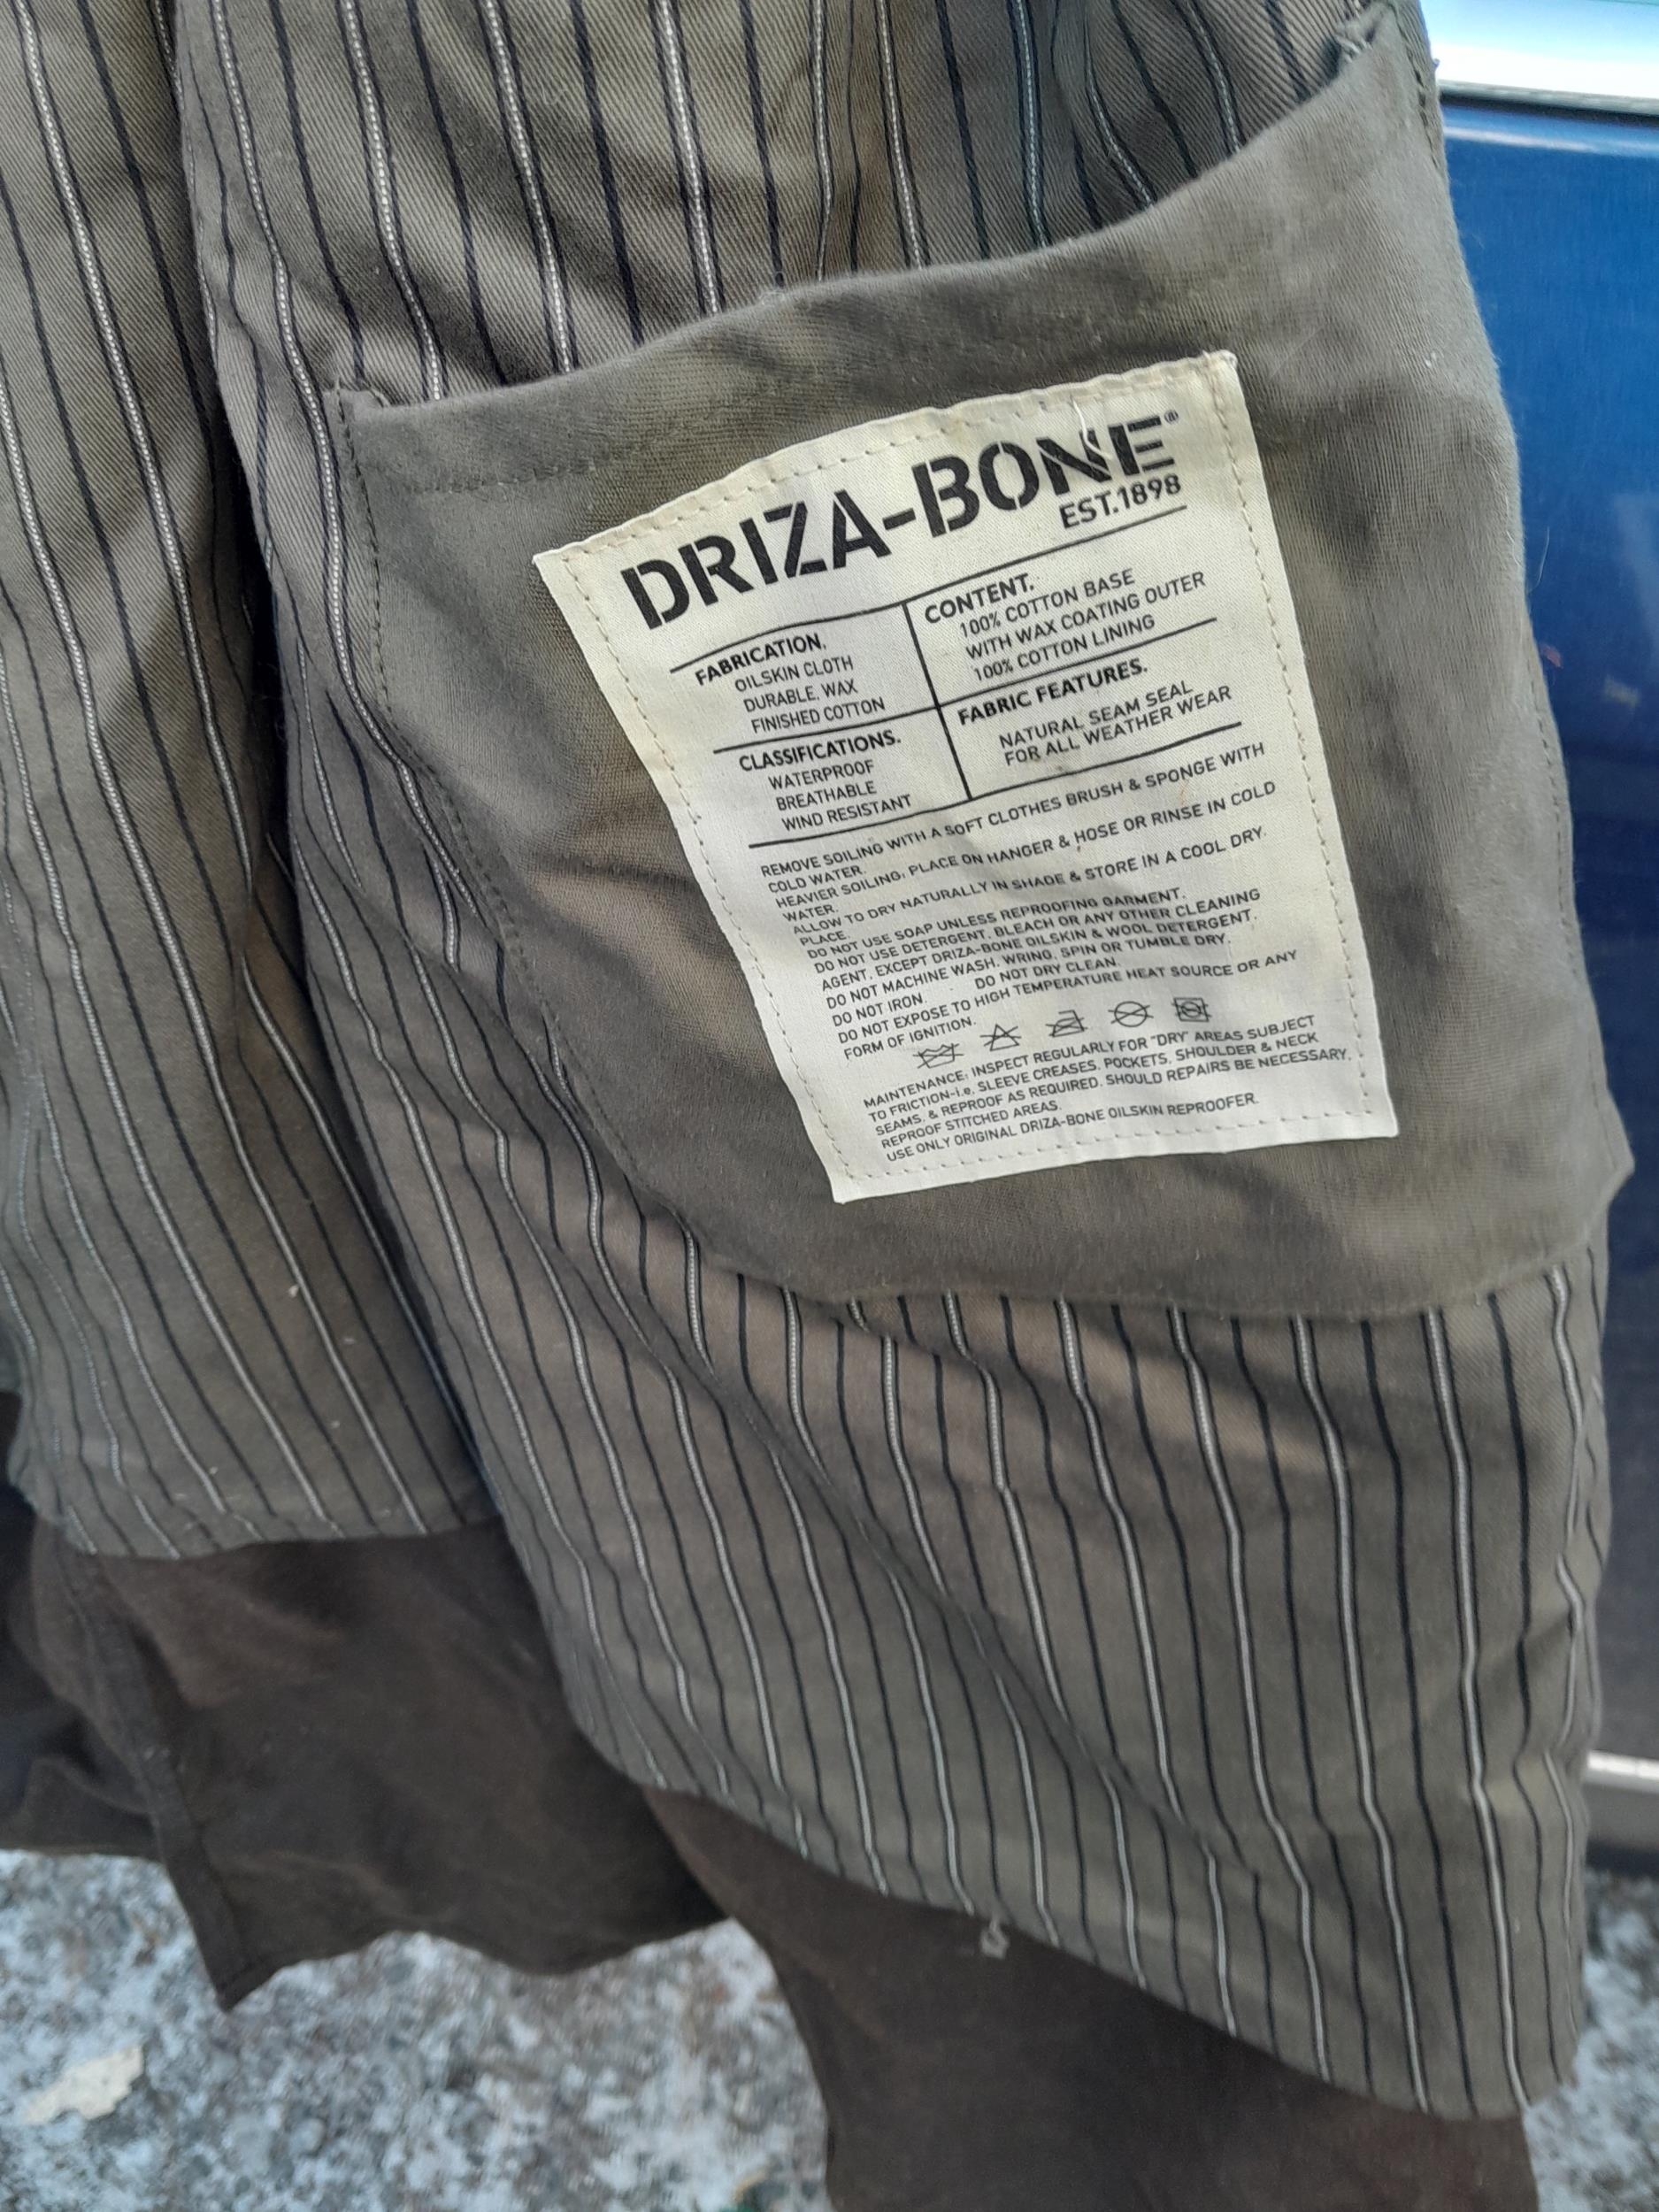 DRIZA-BONE®
EST.1898
FABRICATION.
OILSKIN CLOTH
DURABLE, WAX
FINISHED COTTON
CONTENT.
100% COTTON BASE
WITH WAX COATING OUTER
100% COTTON LINING
CLASSIFICATIONS.
WATERPROOF
BREATHABLE
WIND RESISTANT
FABRIC FEATURES.
NATURAL SEAM SEAL
FOR ALL WEATHER WEAR
REMOVE SOILING WITH A SOFT CLOTHES BRUSH & SPONGE WITH
COLD WATER.
HEAVIER SOILING; PLACE ON HANGER & HOSE OR RINSE IN COLD
WATER.
ALLOW TO DRY NATURALLY IN SHADE & STORE IN A COOL DRY.
PLACE.
DO NOT USE SOAP UNLESS REPROOFING GARMENT.
DO NOT USE DETERGENT, BLEACH OR ANY OTHER CLEANING
AGENT, EXCEPT DRIZA-BONE OILSKIN & WOOL DETERGENT.
DO NOT MACHINE WASH, WRING, SPIN OR TUMBLE DRY.
DO NOT IRON. DO NOT DRY CLEAN.
DO NOT EXPOSE TO HIGH TEMPERATURE HEAT SOURCE OR ANY
FORM OF IGNITION.
MAINTENANCE; INSPECT REGULARLY FOR "DRY" AREAS SUBJECT
TO FRICTION-i.e. SLEEVE CREASES, POCKETS, SHOULDER & NECK
SEAMS, & REPROOF AS REQUIRED. SHOULD REPAIRS BE NECESSARY,
REPROOF STITCHED AREAS.
USE ONLY ORIGINAL DRIZA-BONE OILSKIN REPROOFER.